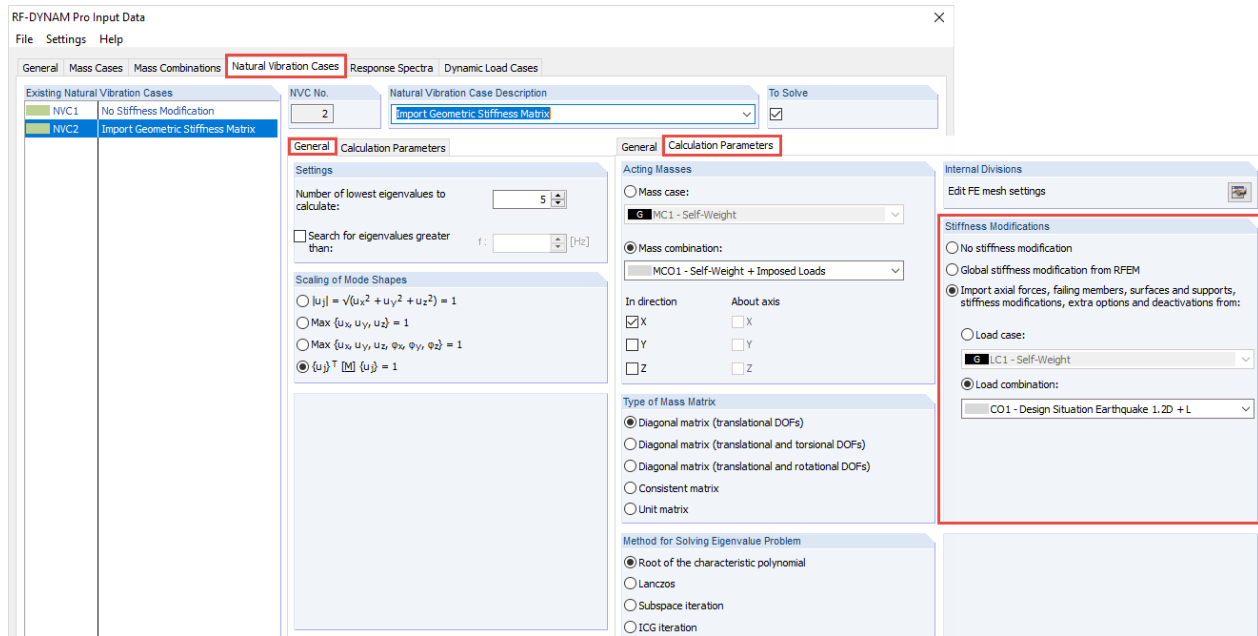 RF-DYNAM Pro Input Data
File Settings Help
General Mass Cases Mass Combinations Natural Vibration Cases Response Spectra Dynamic Load Cases
Existing Natural Vibration Cases
NVC1 No Stiffness Modification
NVC2 Import Geometric Stiffness Matrix
NVC No.
2
Natural Vibration Case Description
Import Geometric Stiffness Matrix
To Solve
General Calculation Parameters
Settings
Number of lowest eigenvalues to
calculate:
5
Search for eigenvalues greater
than:
f : [Hz]
Scaling of Mode Shapes
|uj| = √(ux² + uy² + uz²) = 1
Max {ux, uy, uz} = 1
Max {ux, uy, uz, φx, φy, φz} = 1
{uj}ᵀ [M] {uj} = 1
General Calculation Parameters
Acting Masses
Mass case:
G MC1 - Self-Weight
Mass combination:
MCO1 - Self-Weight + Imposed Loads
In direction About axis
X X
Y Y
Z Z
Type of Mass Matrix
Diagonal matrix (translational DOFs)
Diagonal matrix (translational and torsional DOFs)
Diagonal matrix (translational and rotational DOFs)
Consistent matrix
Unit matrix
Method for Solving Eigenvalue Problem
Root of the characteristic polynomial
Lanczos
Subspace iteration
ICG iteration
Internal Divisions
Edit FE mesh settings
Stiffness Modifications
No stiffness modification
Global stiffness modification from RFEM
Import axial forces, failing members, surfaces and supports,
stiffness modifications, extra options and deactivations from:
Load case:
G LC1 - Self-Weight
Load combination:
CO1 - Design Situation Earthquake 1.2D + L